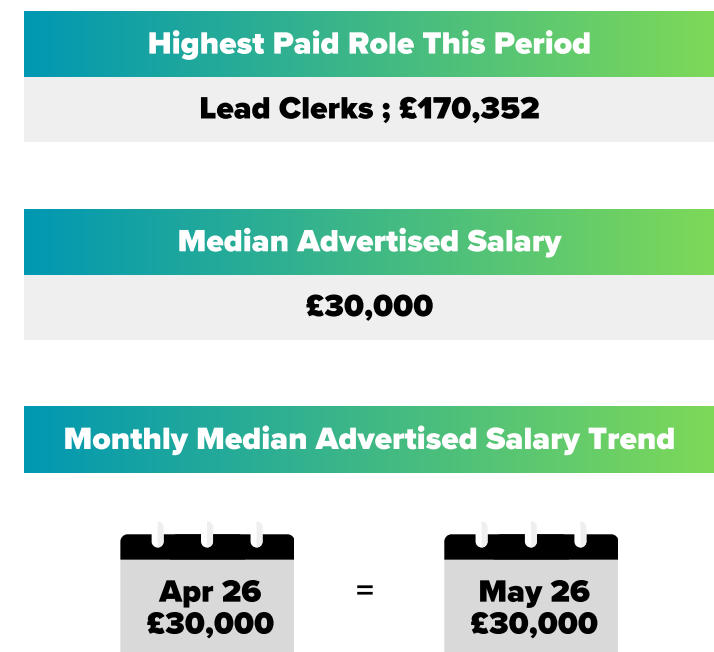 Highest Paid Role This Period
Lead Clerks ; £170,352
Median Advertised Salary
£30,000
Monthly Median Advertised Salary Trend
Apr 26 = May 26
£30,000 £30,000